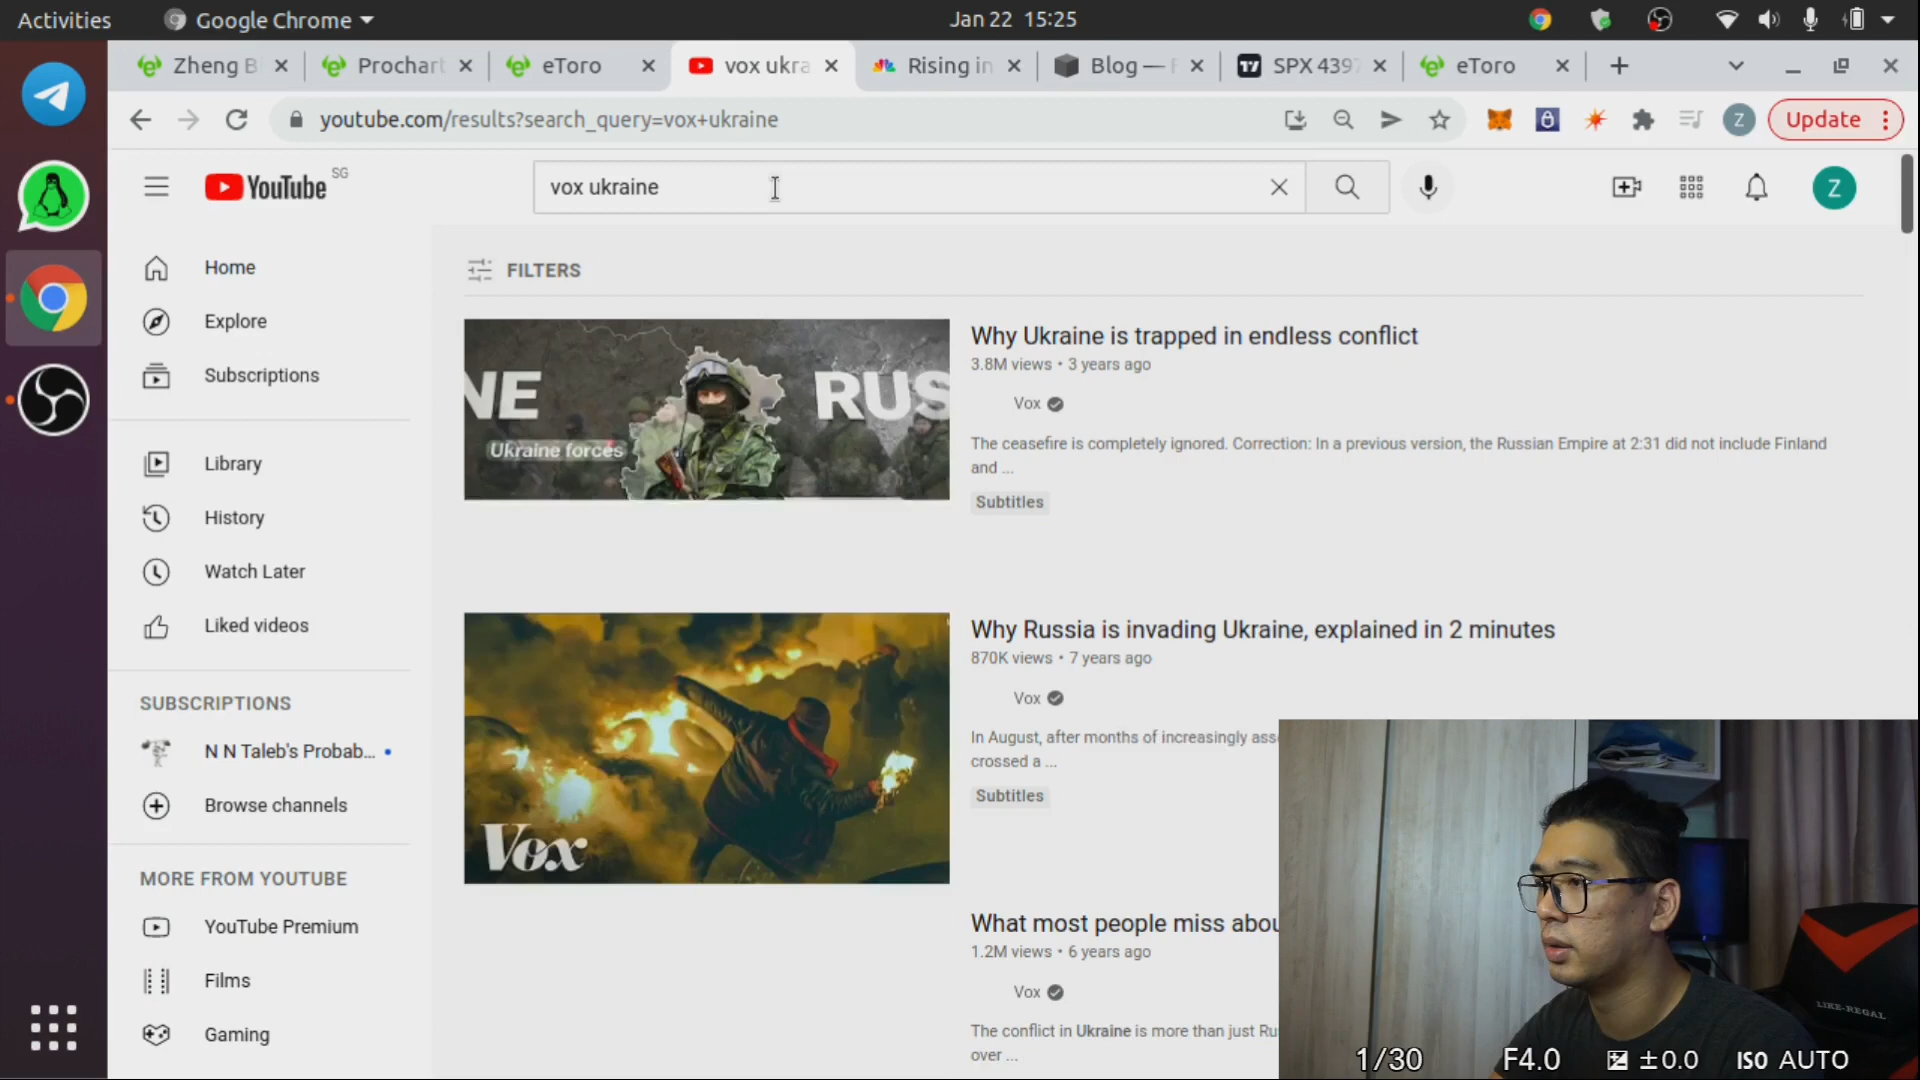 Activities
Google Chrome
Jan 22 15:25
Zheng B
Prochart
eToro
vox ukra
Rising in
Blog — F
SPX 4397
eToro
youtube.com/results?search_query=vox+ukraine
Z
Update
YouTube SG
vox ukraine
Z
Home
Explore
Subscriptions
Library
History
Watch Later
Liked videos
SUBSCRIPTIONS
N N Taleb's Probab...
Browse channels
MORE FROM YOUTUBE
YouTube Premium
Films
Gaming
FILTERS
NE RUS
Ukraine forces
Why Ukraine is trapped in endless conflict
3.8M views • 3 years ago
Vox
The ceasefire is completely ignored. Correction: In a previous version, the Russian Empire at 2:31 did not include Finland
and ...
Subtitles
Vox
Why Russia is invading Ukraine, explained in 2 minutes
870K views • 7 years ago
Vox
In August, after months of increasingly ass
crossed a ...
Subtitles
What most people miss abou
1.2M views • 6 years ago
Vox
The conflict in Ukraine is more than just Ru
over ...
LIKE-REGAL
1/30 F4.0 ±0.0 ISO AUTO